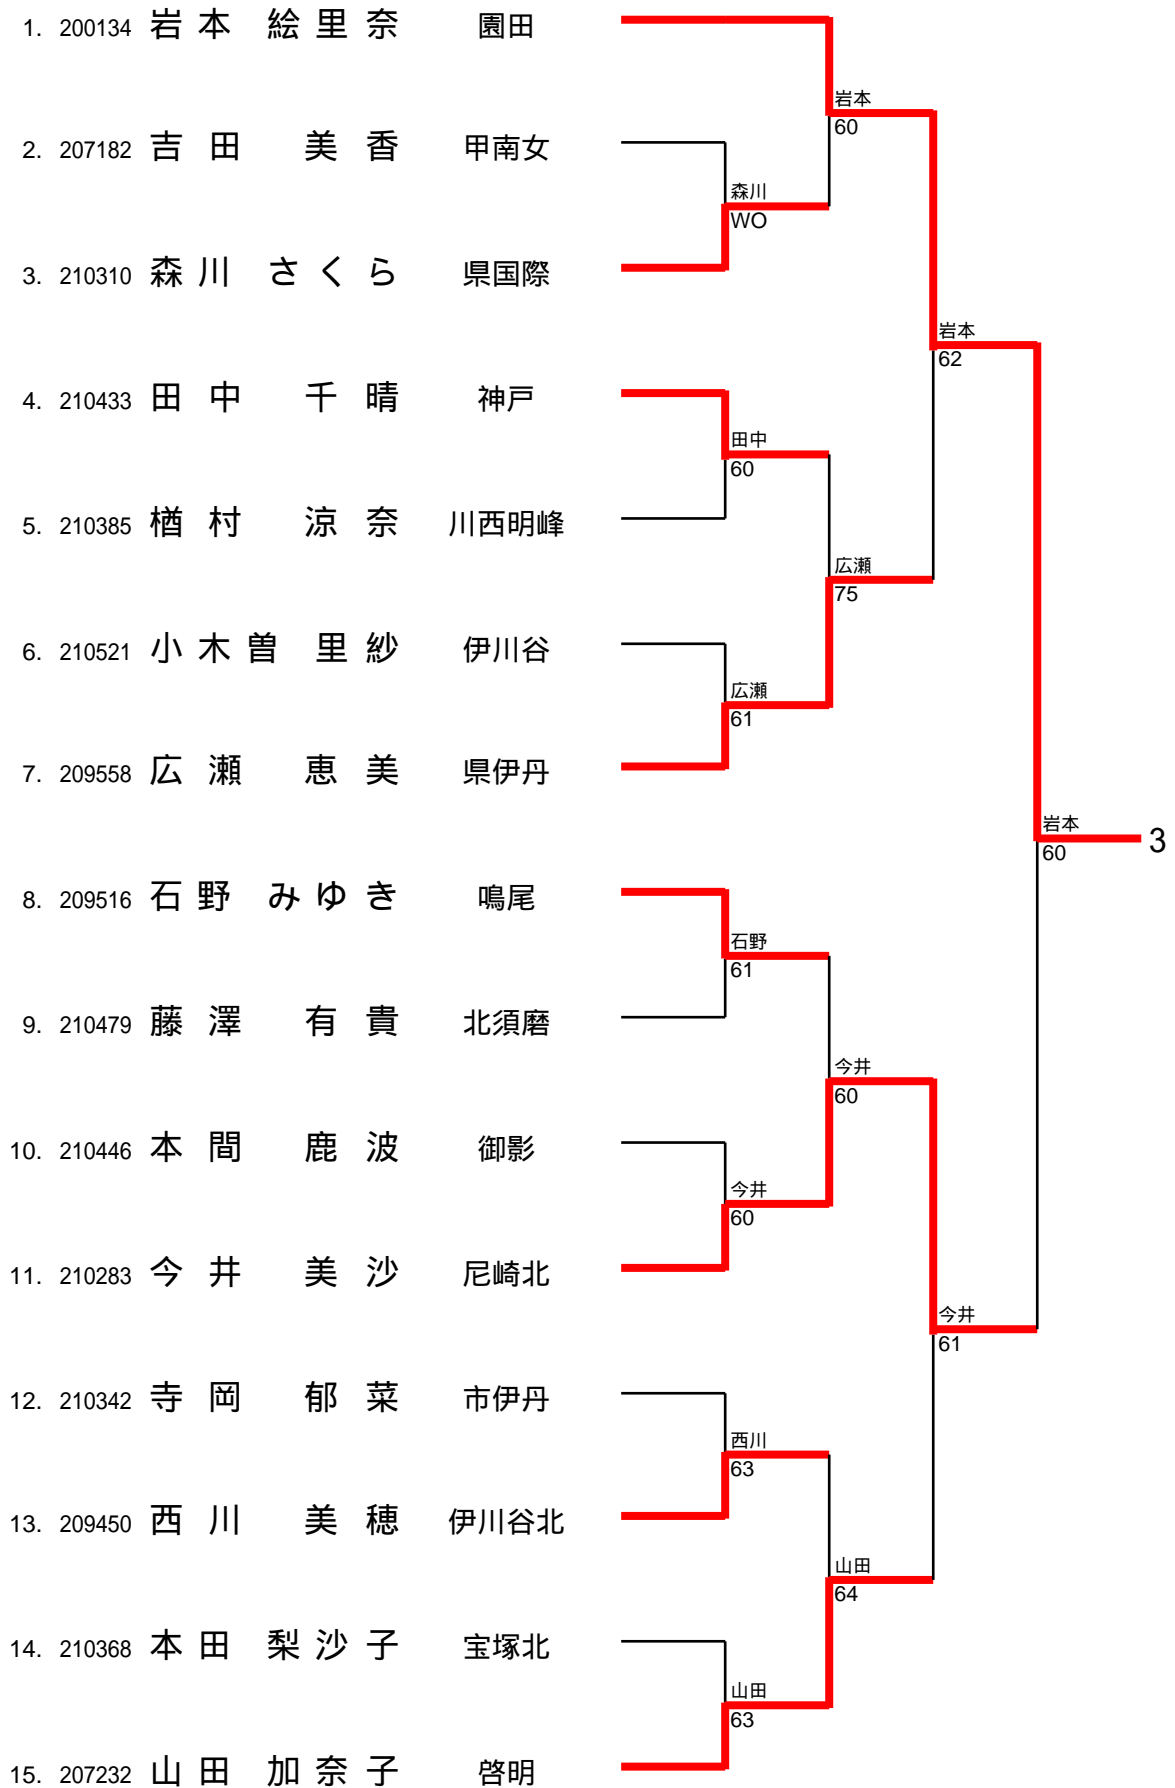 1. 200134 岩本 絵里奈 園田
岩本
60
2. 207182 吉田 美香 甲南女
森川
WO
3. 210310 森川 さくら 県国際
岩本
62
4. 210433 田中 千晴 神戸
田中
60
5. 210385 楢村 涼奈 川西明峰
広瀬
75
6. 210521 小木曽 里紗 伊川谷
広瀬
61
7. 209558 広瀬 恵美 県伊丹
岩本
60
3
8. 209516 石野 みゆき 鳴尾
石野
61
9. 210479 藤澤 有貴 北須磨
今井
60
10. 210446 本間 鹿波 御影
今井
60
11. 210283 今井 美沙 尼崎北
今井
61
12. 210342 寺岡 郁菜 市伊丹
西川
63
13. 209450 西川 美穂 伊川谷北
山田
64
14. 210368 本田 梨沙子 宝塚北
山田
63
15. 207232 山田 加奈子 啓明